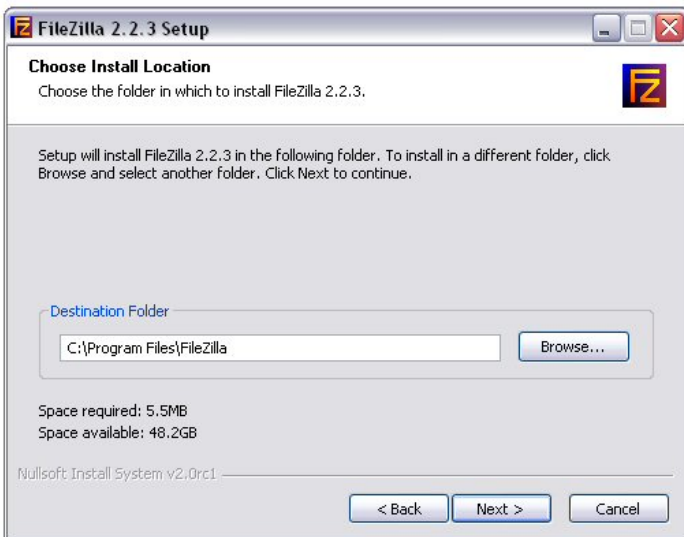 FileZilla 2.2.3 Setup
Choose Install Location
Choose the folder in which to install FileZilla 2.2.3.
FZ
Setup will install FileZilla 2.2.3 in the following folder. To install in a different folder, click
Browse and select another folder. Click Next to continue.
Destination Folder
C:\Program Files\FileZilla
Browse...
Space required: 5.5MB
Space available: 48.2GB
Nullsoft Install System v2.0rc1
< Back
Next >
Cancel